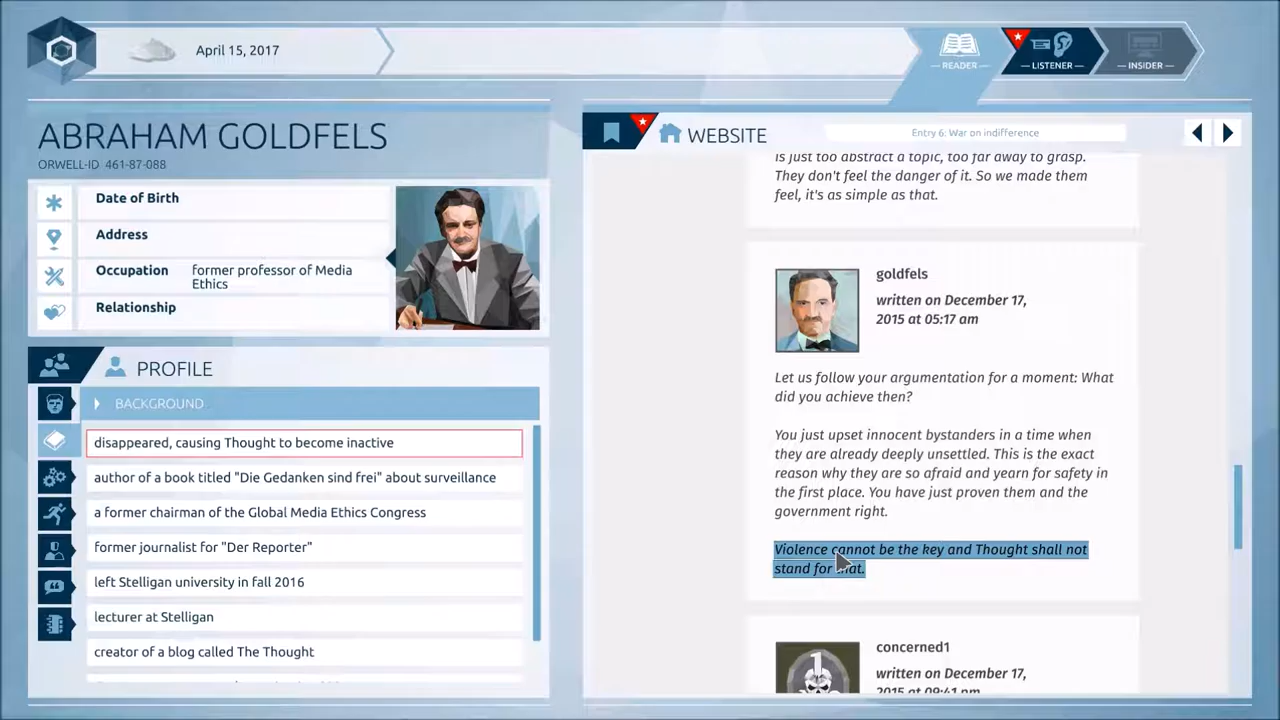 April 15, 2017
— READER —
— LISTENER —
— INSIDER —
ABRAHAM GOLDFELS
ORWELL-ID 461-87-088
Date of Birth
Address
Occupation former professor of Media
Ethics
Relationship
PROFILE
BACKGROUND
disappeared, causing Thought to become inactive
author of a book titled "Die Gedanken sind frei" about surveillance
a former chairman of the Global Media Ethics Congress
former journalist for "Der Reporter"
left Stelligan university in fall 2016
lecturer at Stelligan
creator of a blog called The Thought
WEBSITE
Entry 6: War on indifference
is just too abstract a topic, too far away to grasp.
They don't feel the danger of it. So we made them
feel, it's as simple as that.
goldfels
written on December 17,
2015 at 05:17 am
Let us follow your argumentation for a moment: What
did you achieve then?
You just upset innocent bystanders in a time when
they are already deeply unsettled. This is the exact
reason why they are so afraid and yearn for safety in
the first place. You have just proven them and the
government right.
Violence cannot be the key and Thought shall not
stand for that.
concerned1
written on December 17,
2015 at 09:41 pm
1